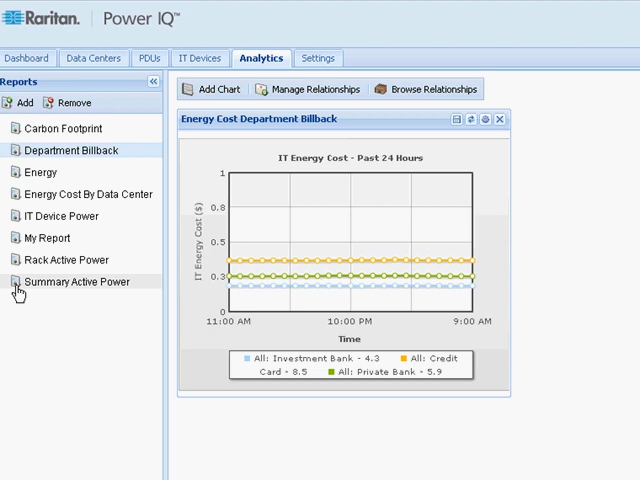 Raritan. Power IQ™
Dashboard Data Centers PDUs IT Devices Analytics Settings
Reports
Add Remove
Carbon Footprint
Department Billback
Energy
Energy Cost By Data Center
IT Device Power
My Report
Rack Active Power
Summary Active Power
Add Chart Manage Relationships Browse Relationships
Energy Cost Department Billback
IT Energy Cost - Past 24 Hours
IT Energy Cost ($)
1
0.8
0.5
0.3
0
11:00 AM 10:00 PM 9:00 AM
Time
All: Investment Bank - 4.3 All: Credit
Card - 8.5 All: Private Bank - 5.9